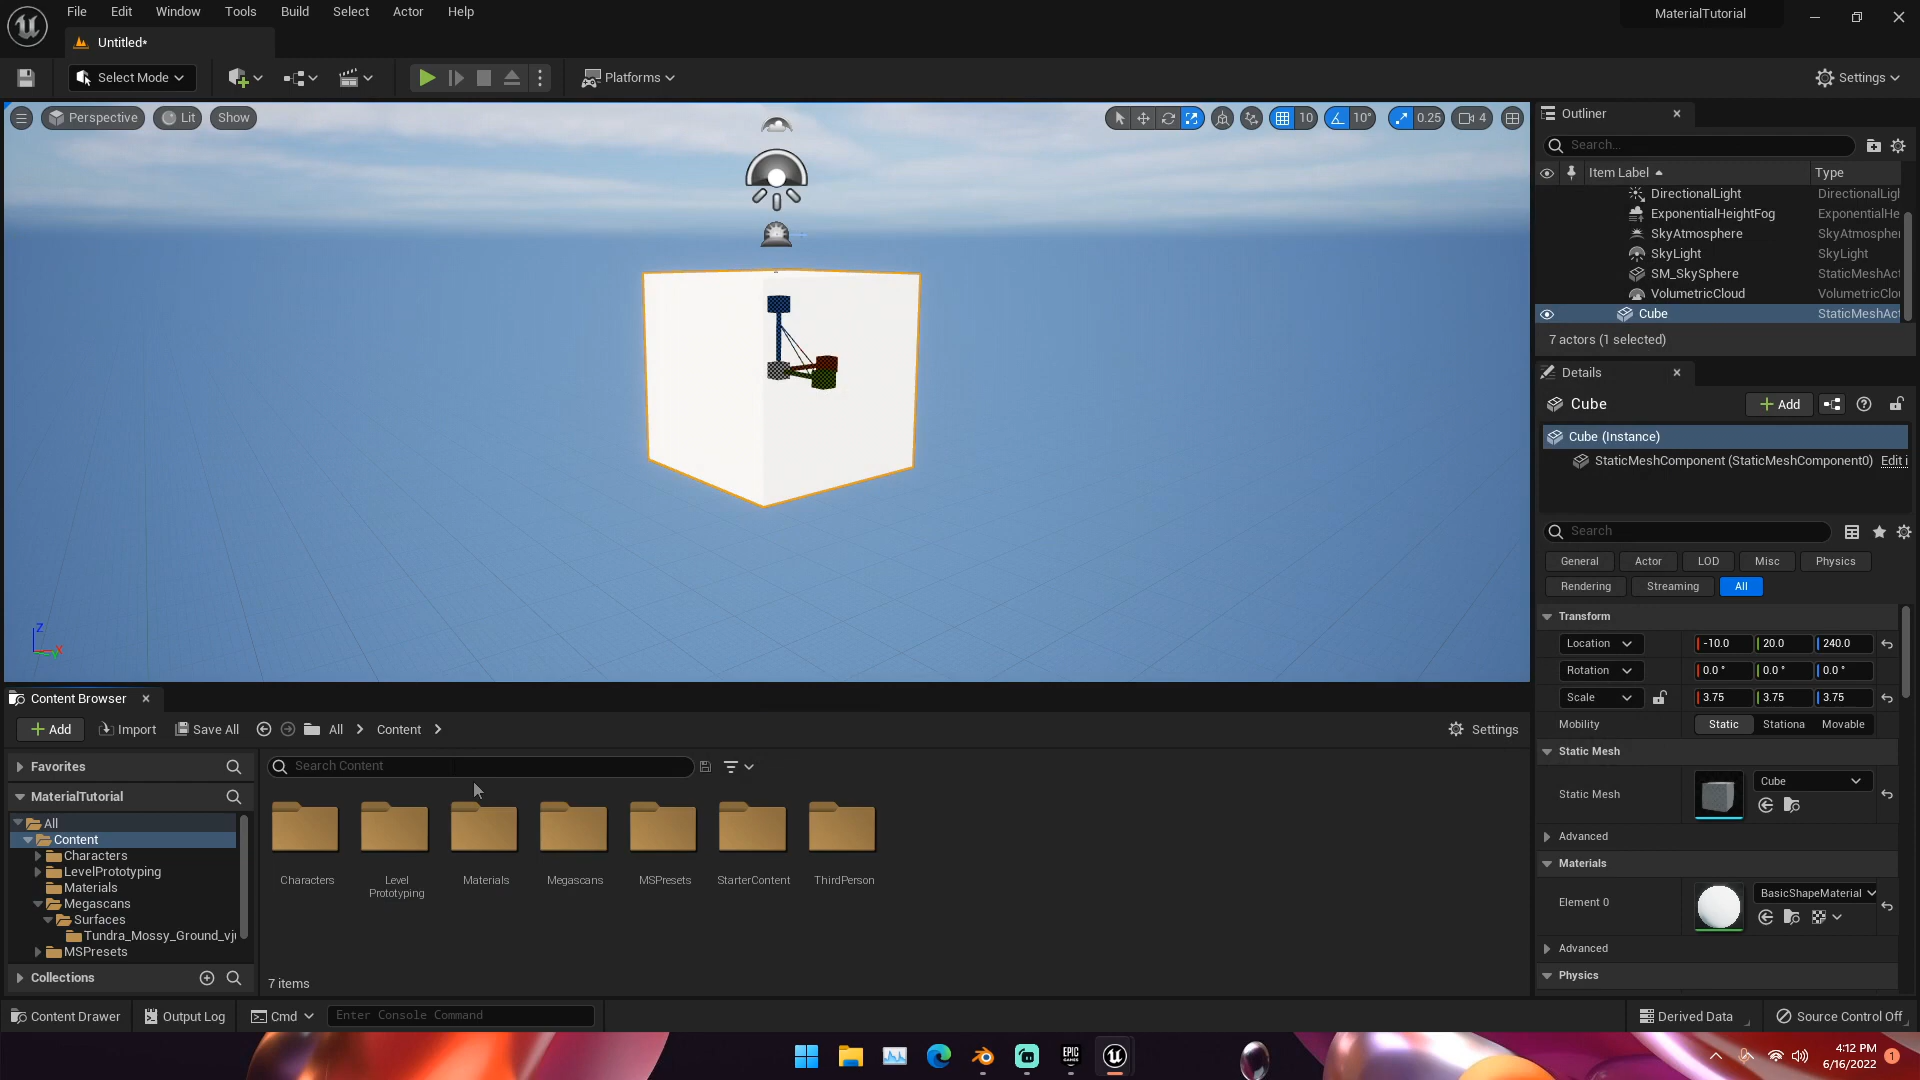 File Edit Window Tools Build Select Actor Help
MaterialTutorial
Untitled*
Select Mode
Platforms
Settings
Perspective Lit Show
10 10° 0.25 4
Outliner
Search...
Item Label Type
DirectionalLight DirectionalLigh
ExponentialHeightFog ExponentialHe
SkyAtmosphere SkyAtmospher
SkyLight SkyLight
SM_SkySphere StaticMeshAct
VolumetricCloud VolumetricClo
Cube StaticMeshAct
7 actors (1 selected)
Details
Cube
Add
Cube (Instance)
StaticMeshComponent (StaticMeshComponent0) Edit i
Search
General Actor LOD Misc Physics
Rendering Streaming All
Transform
Location -10.0 20.0 240.0
Rotation 0.0° 0.0° 0.0°
Scale 3.75 3.75 3.75
Mobility Static Stationa Movable
Static Mesh
Static Mesh Cube
Advanced
Materials
Element 0 BasicShapeMaterial
Advanced
Physics
Z
X
Content Browser
Add Import Save All All Content Settings
Favorites
Search Content
MaterialTutorial
All
Content
Characters
LevelPrototyping
Materials
Megascans
Surfaces
Tundra_Mossy_Ground_vj
MSPresets
Collections
Characters
Level
Prototyping
Materials
Megascans
MSPresets
StarterContent
ThirdPerson
7 items
Content Drawer Output Log Cmd Enter Console Command
Derived Data Source Control Off
EPIC
GAMES
4:12 PM
6/16/2022
1